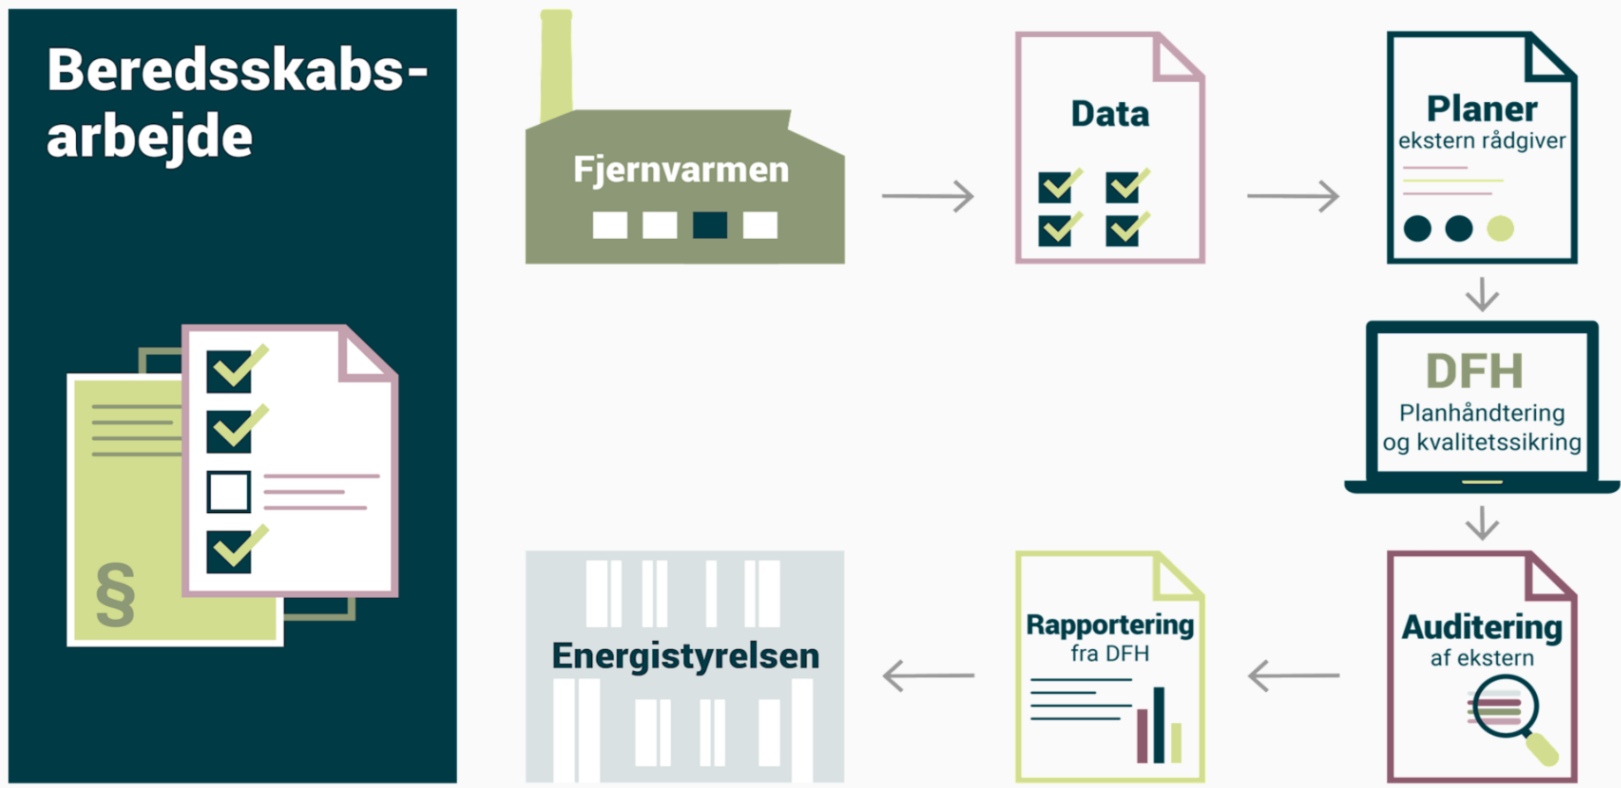 Beredsskabs-
arbejde
§
Fjernvarmen
Data
Planer
ekstern rådgiver
DFH
Planhåndtering
og kvalitetssikring
Auditering
af ekstern
Rapportering
fra DFH
Energistyrelsen